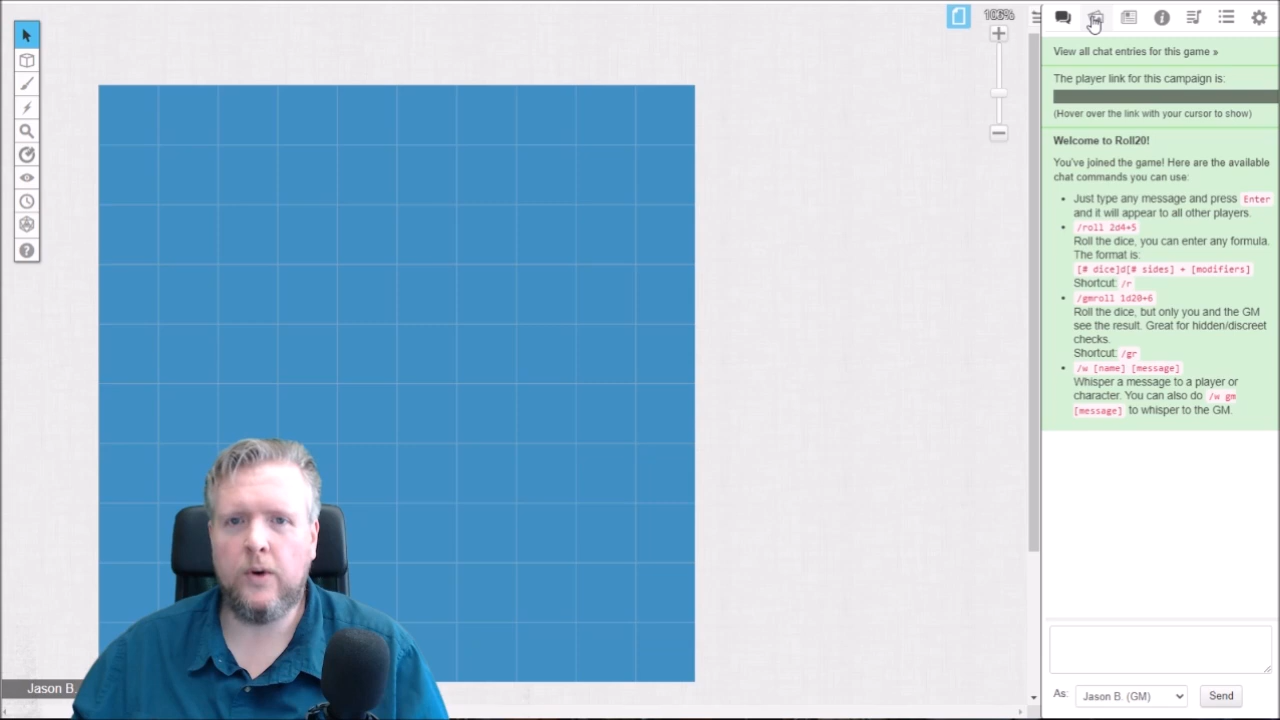 100%
View all chat entries for this game »
The player link for this campaign is:
(Hover over the link with your cursor to show)
Welcome to Roll20!
You've joined the game! Here are the available
chat commands you can use:
• Just type any message and press Enter
and it will appear to all other players.
• /roll 2d4+5
Roll the dice, you can enter any formula.
The format is:
[# dice]d[# sides] + [modifiers]
Shortcut: /r
• /gmroll 1d20+6
Roll the dice, but only you and the GM
see the result. Great for hidden/discreet
checks.
Shortcut: /gr
• /w [name] [message]
Whisper a message to a player or
character. You can also do /w gm
[message] to whisper to the GM.
Jason B.
As: Jason B. (GM) Send